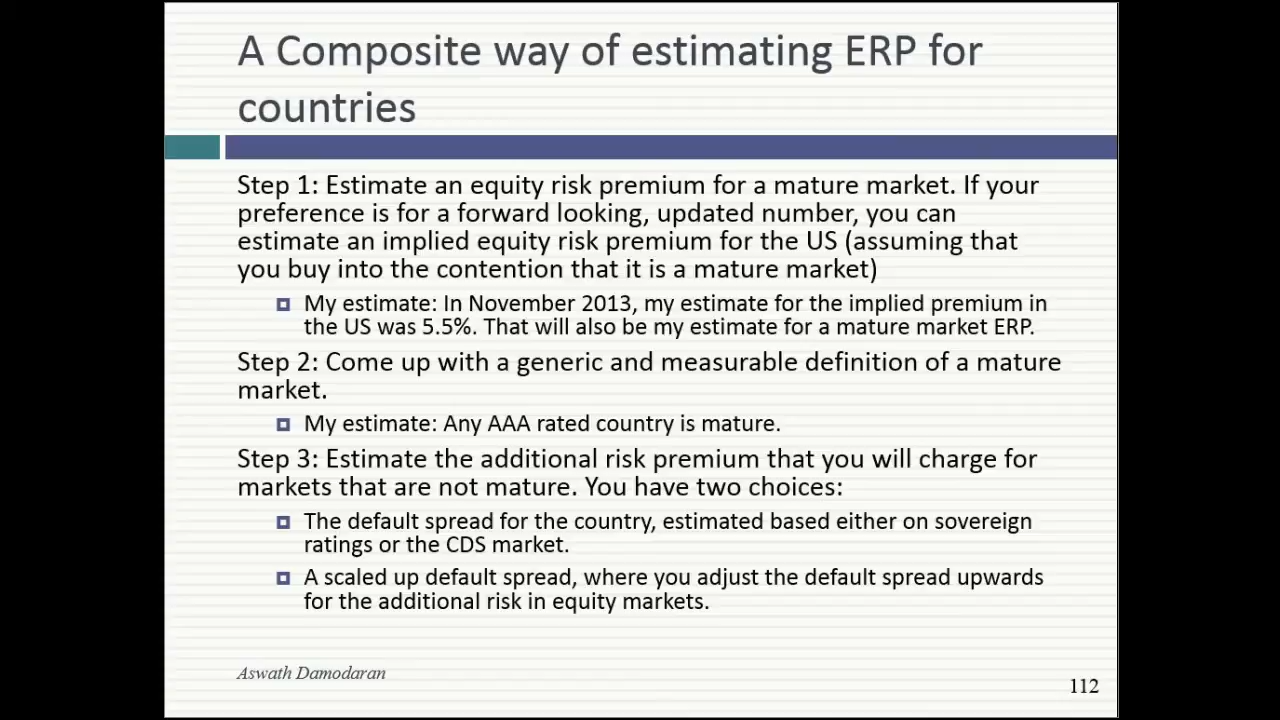 A Composite way of estimating ERP for
countries
Step 1: Estimate an equity risk premium for a mature market. If your
preference is for a forward looking, updated number, you can
estimate an implied equity risk premium for the US (assuming that
you buy into the contention that it is a mature market)
My estimate: In November 2013, my estimate for the implied premium in
the US was 5.5%. That will also be my estimate for a mature market ERP.
Step 2: Come up with a generic and measurable definition of a mature
market.
My estimate: Any AAA rated country is mature.
Step 3: Estimate the additional risk premium that you will charge for
markets that are not mature. You have two choices:
The default spread for the country, estimated based either on sovereign
ratings or the CDS market.
A scaled up default spread, where you adjust the default spread upwards
for the additional risk in equity markets.
Aswath Damodaran
112